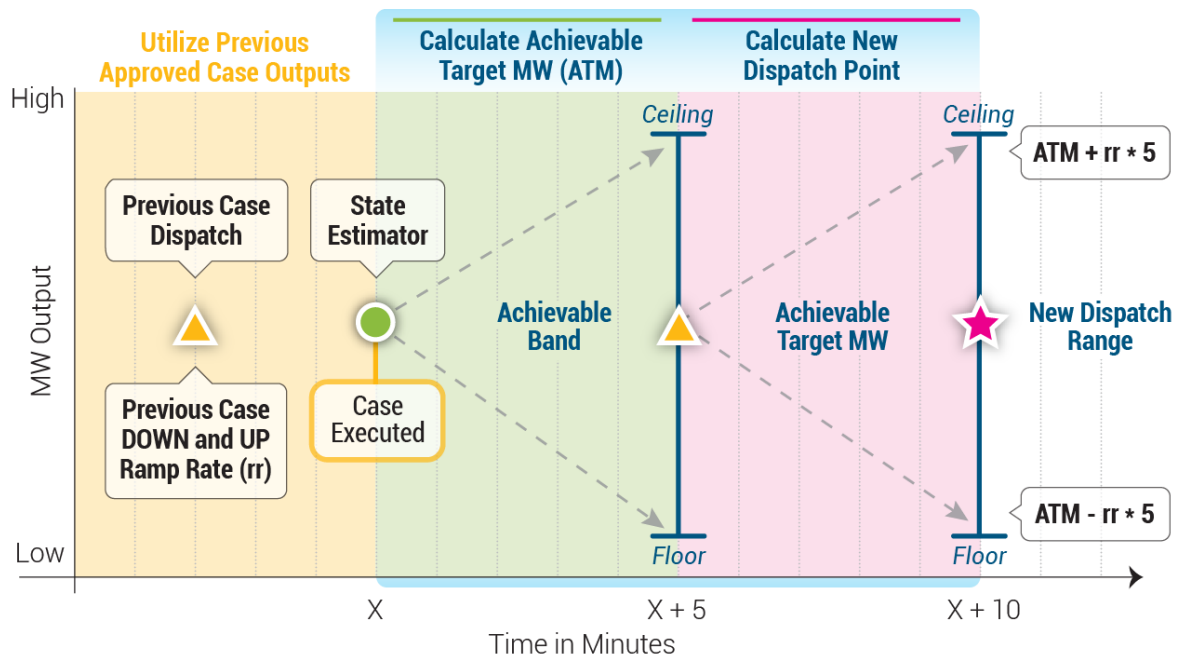 Utilize Previous
Approved Case Outputs
Calculate Achievable
Target MW (ATM)
Calculate New
Dispatch Point
High
Ceiling
Ceiling
ATM + rr * 5
Previous Case
Dispatch
State
Estimator
MW Output
Achievable
Band
Achievable
Target MW
New Dispatch
Range
Previous Case
DOWN and UP
Ramp Rate (rr)
Case
Executed
ATM - rr * 5
Low
Floor
Floor
X
X + 5
X + 10
Time in Minutes